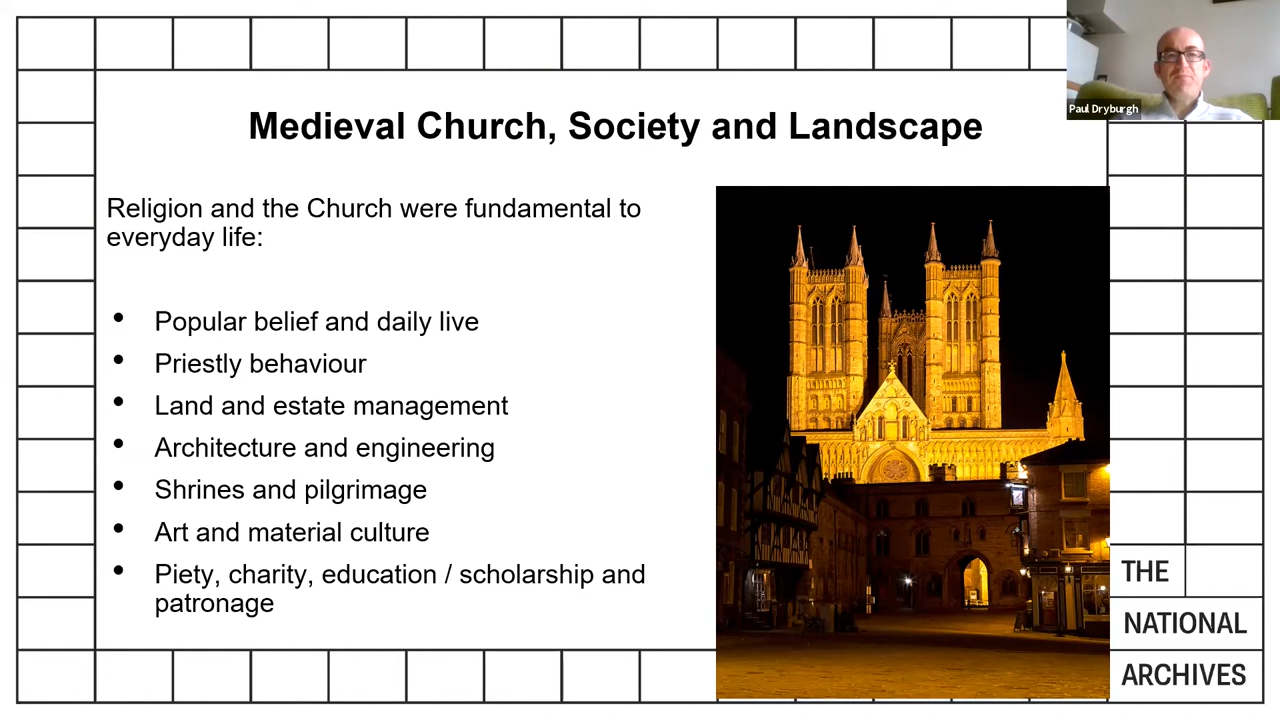 Paul Dryburgh
Medieval Church, Society and Landscape
Religion and the Church were fundamental to
everyday life:
• Popular belief and daily live
• Priestly behaviour
• Land and estate management
• Architecture and engineering
• Shrines and pilgrimage
• Art and material culture
• Piety, charity, education / scholarship and
patronage
THE
NATIONAL
ARCHIVES